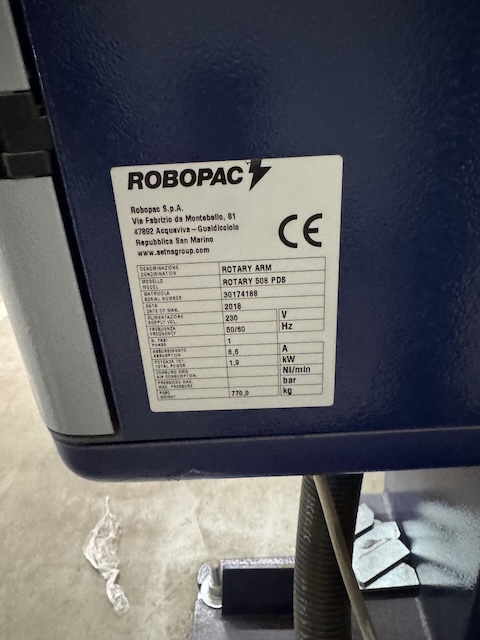 ROBOPAC
Robopac S.p.A.
Via Fabrizio da Montebello, 81
47892 Acquaviva - Gualdicciolo
Repubblica San Marino
www.aetnagroup.com
CE
DENOMINAZIONE
DENOMINATION
ROTARY ARM
MODELLO
MODEL
ROTARY 508 PDS
MATRICOLA
SERIAL NUMBER
30174188
DATA
DATE OF MAN.
2018
ALIMENTAZIONE
SUPPLY VOL.
230 V
FREQUENZA
FREQUENCY
50/60 Hz
N. FASI
PHASE
1
ASSORBIMENTO
ABSORPTION
8,6 A
POTENZA TOT.
TOTAL POWER
1,9 kW
CONSUMO ARIA
AIR CONSUMPTION
Nl/min
PRESSIONE MAX.
MAX. PRESSURE
bar
PESO
WEIGHT
770,0 kg